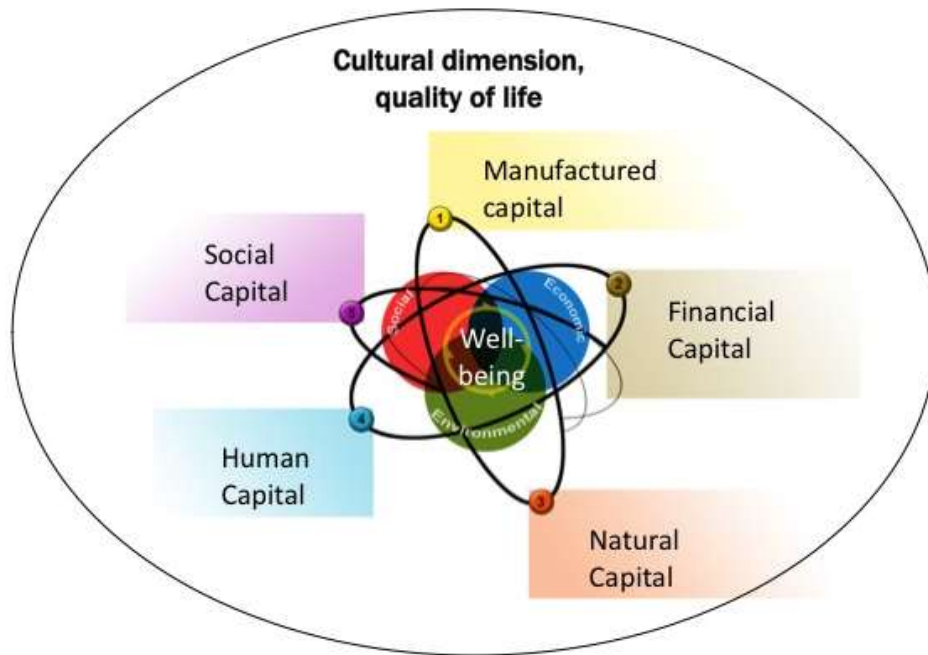 Cultural dimension,
quality of life
Manufactured
capital
1
Social
Capital
2
Social
Economic
5
Financial
Capital
Well-
being
Environmental
4
Human
Capital
3
Natural
Capital